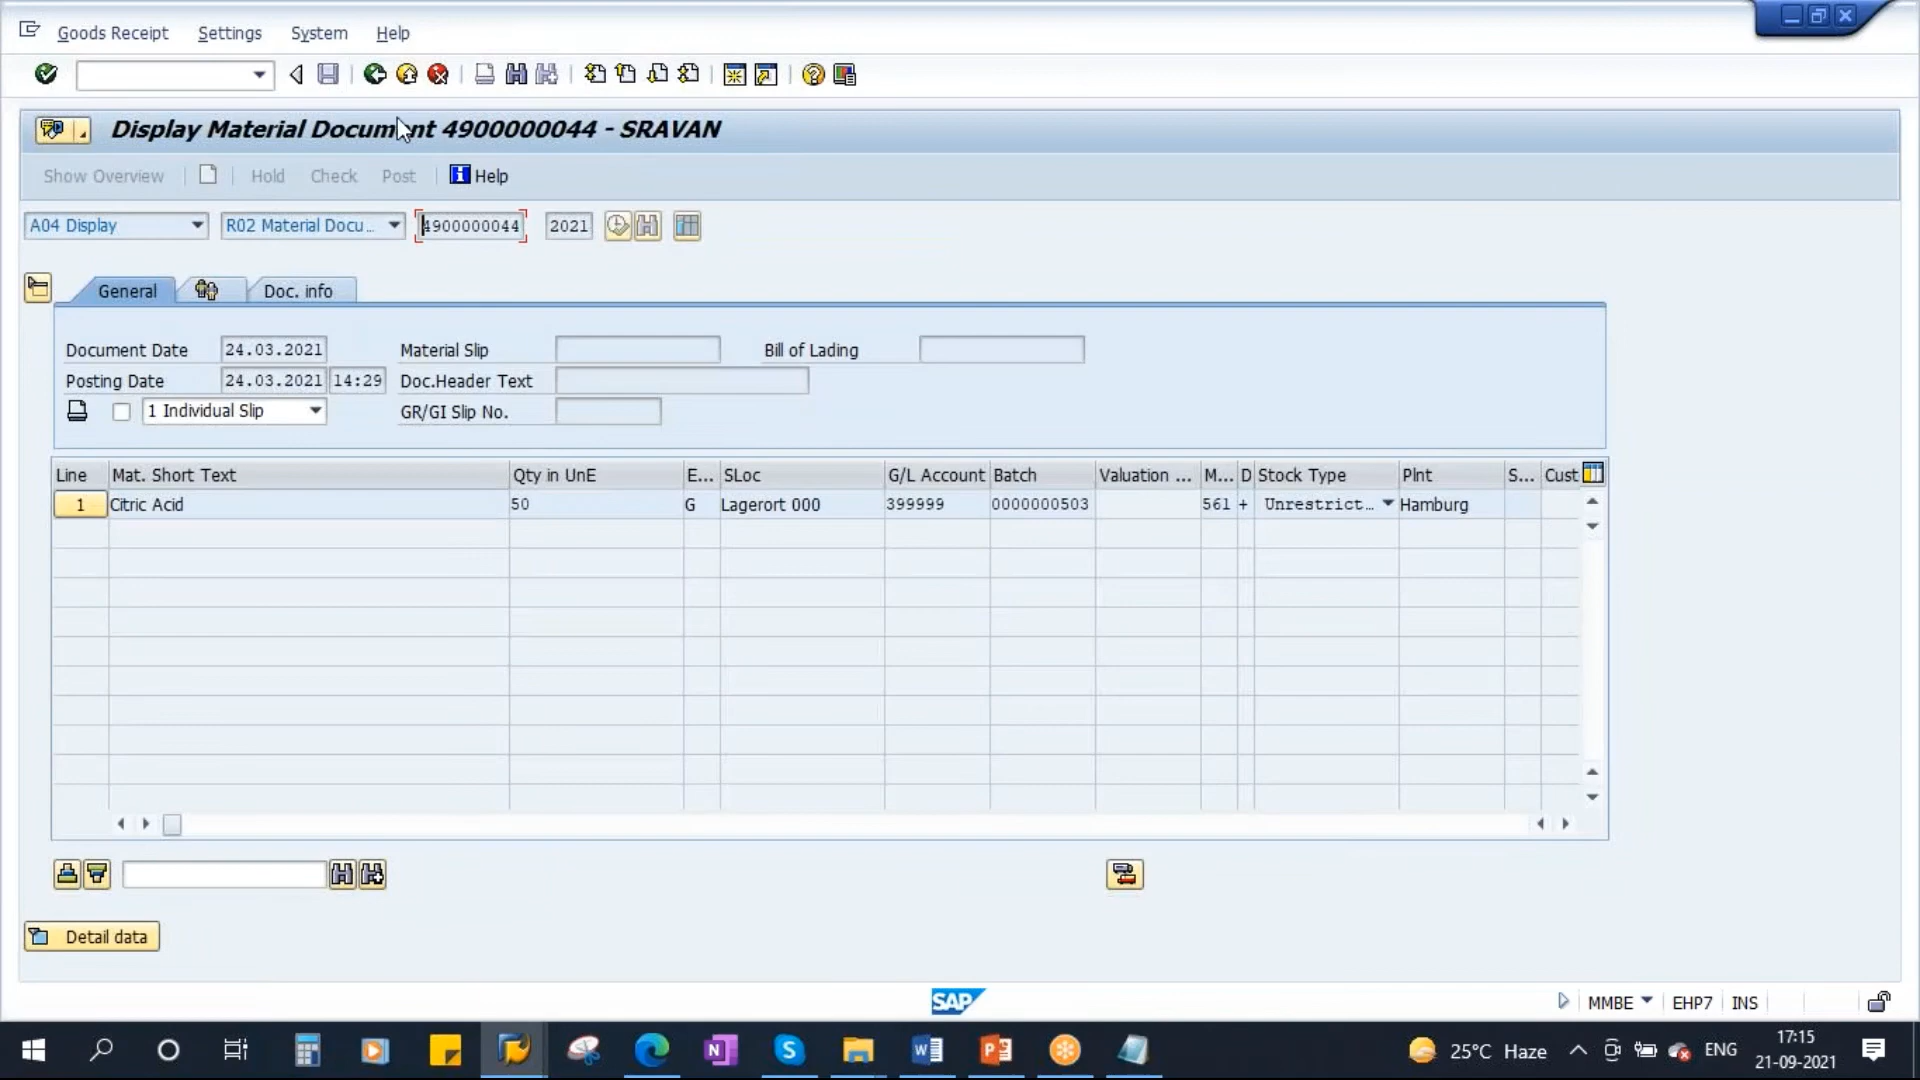 Goods Receipt Settings System Help
Display Material Document 4900000044 - SRAVAN
Show Overview Hold Check Post Help
A04 Display R02 Material Docu... 4900000044 2021
General Doc. info
Document Date 24.03.2021 Material Slip Bill of Lading
Posting Date 24.03.2021 14:29 Doc.Header Text
1 Individual Slip GR/GI Slip No.
Line Mat. Short Text Qty in UnE E... SLoc G/L Account Batch Valuation ... M... D Stock Type Plnt S... Cust
1 Citric Acid 50 G Lagerort 000 399999 0000000503 561 + Unrestrict... Hamburg
Detail data
SAP MMBE EHP7 INS
25°C Haze ENG 17:15
21-09-2021